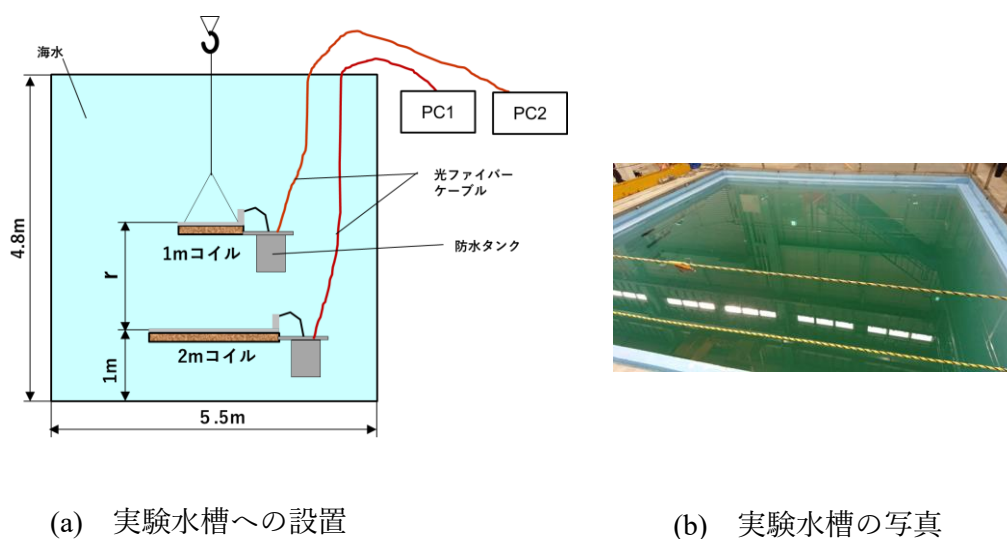 海水
PC1
PC2
光ファイバー
ケーブル
4.8m
1mコイル
防水タンク
r
2mコイル
1m
5.5m
(a) 実験水槽への設置
(b) 実験水槽の写真